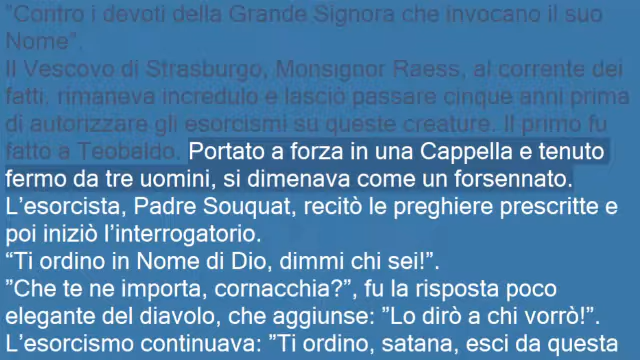 "Contro i devoti della Grande Signora che invocano il suo
Nome".
Il Vescovo di Strasburgo, Monsignor Raess, al corrente dei
fatti, rimaneva incredulo e lasciò passare cinque anni prima
di autorizzare gli esorcismi su queste creature. Il primo fu
fatto a Teobaldo. Portato a forza in una Cappella e tenuto
fermo da tre uomini, si dimenava come un forsennato.
L’esorcista, Padre Souquat, recitò le preghiere prescritte e
poi iniziò l’interrogatorio.
“Ti ordino in Nome di Dio, dimmi chi sei!”.
”Che te ne importa, cornacchia?”, fu la risposta poco
elegante del diavolo, che aggiunse: ”Lo dirò a chi vorrò!”.
L’esorcismo continuava: ”Ti ordino, satana, esci da questa